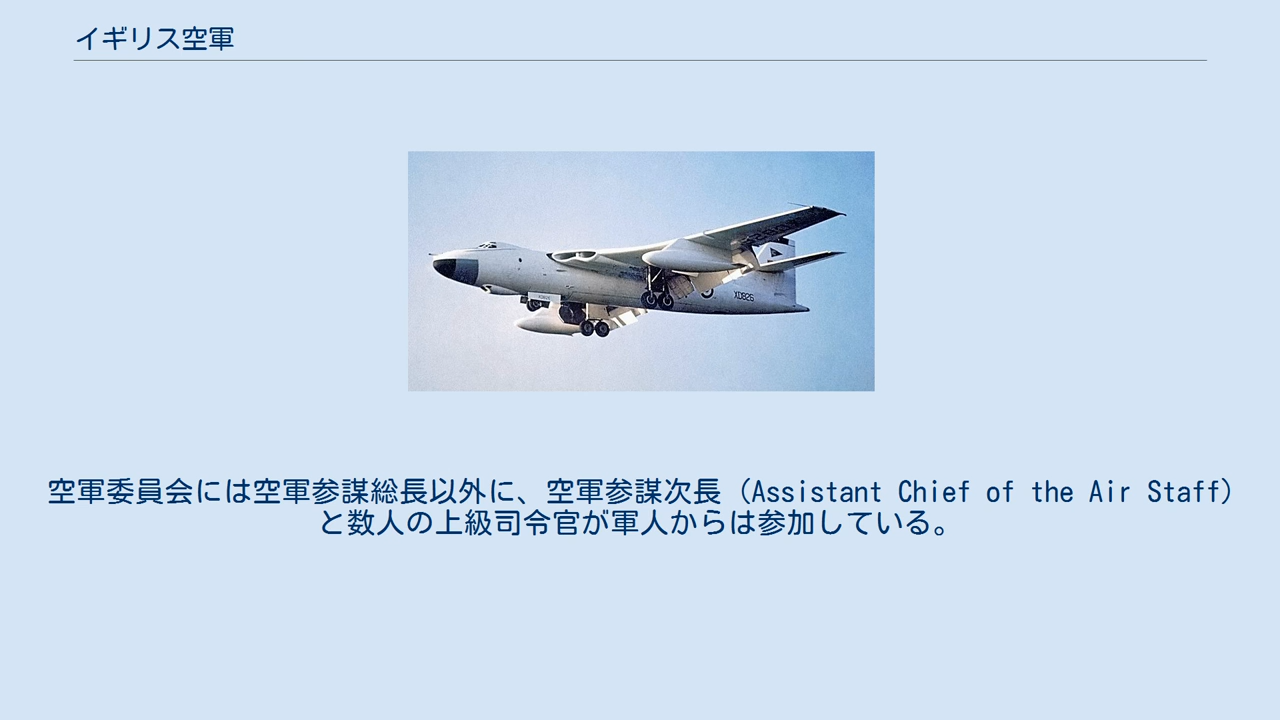 イギリス空軍
XD826
空軍委員会には空軍参謀総長以外に、空軍参謀次長（Assistant Chief of the Air Staff）
と数人の上級司令官が軍人からは参加している。